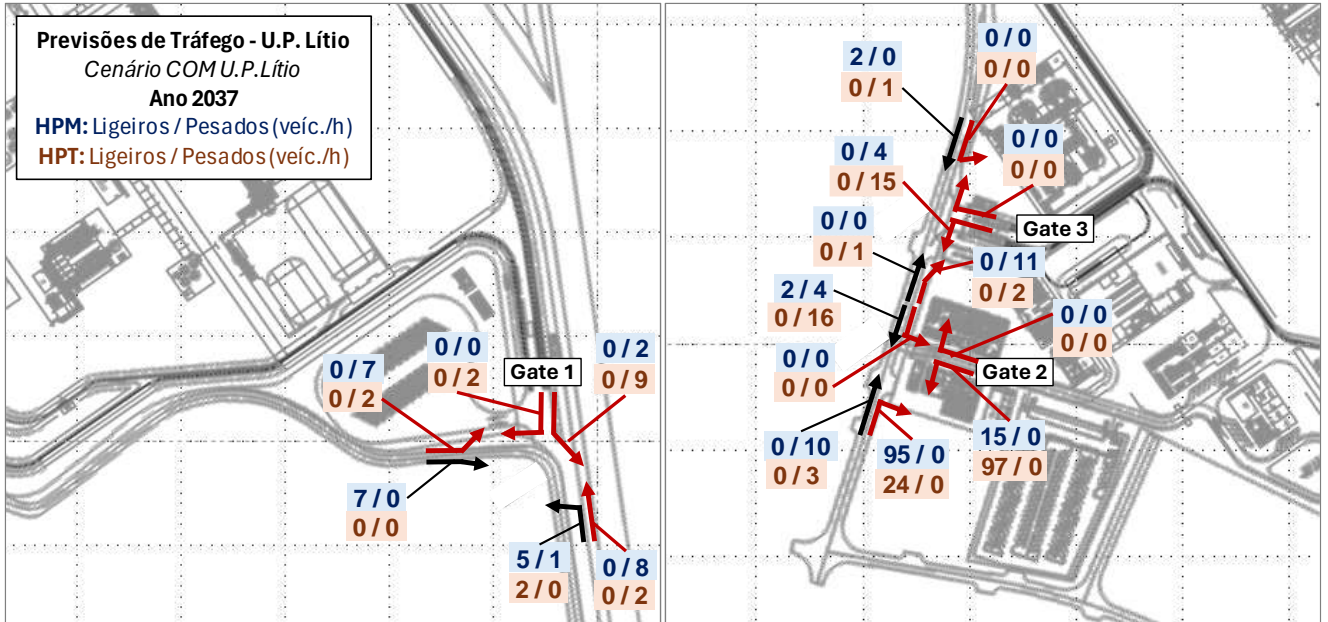 Previsões de Tráfego - U.P. Lítio
Cenário COM U.P.Lítio
Ano 2037
HPM: Ligeiros / Pesados (veíc./h)
HPT: Ligeiros / Pesados (veíc./h)
0 / 7
0 / 2
0 / 0
0 / 2
Gate 1
0 / 2
0 / 9
7 / 0
0 / 0
5 / 1
2 / 0
0 / 8
0 / 2
0 / 0
0 / 0
2 / 0
0 / 1
0 / 4
0 / 15
0 / 0
0 / 0
Gate 3
0 / 0
0 / 1
0 / 11
0 / 2
2 / 4
0 / 16
0 / 0
0 / 0
0 / 0
0 / 0
Gate 2
0 / 10
0 / 3
95 / 0
24 / 0
15 / 0
97 / 0